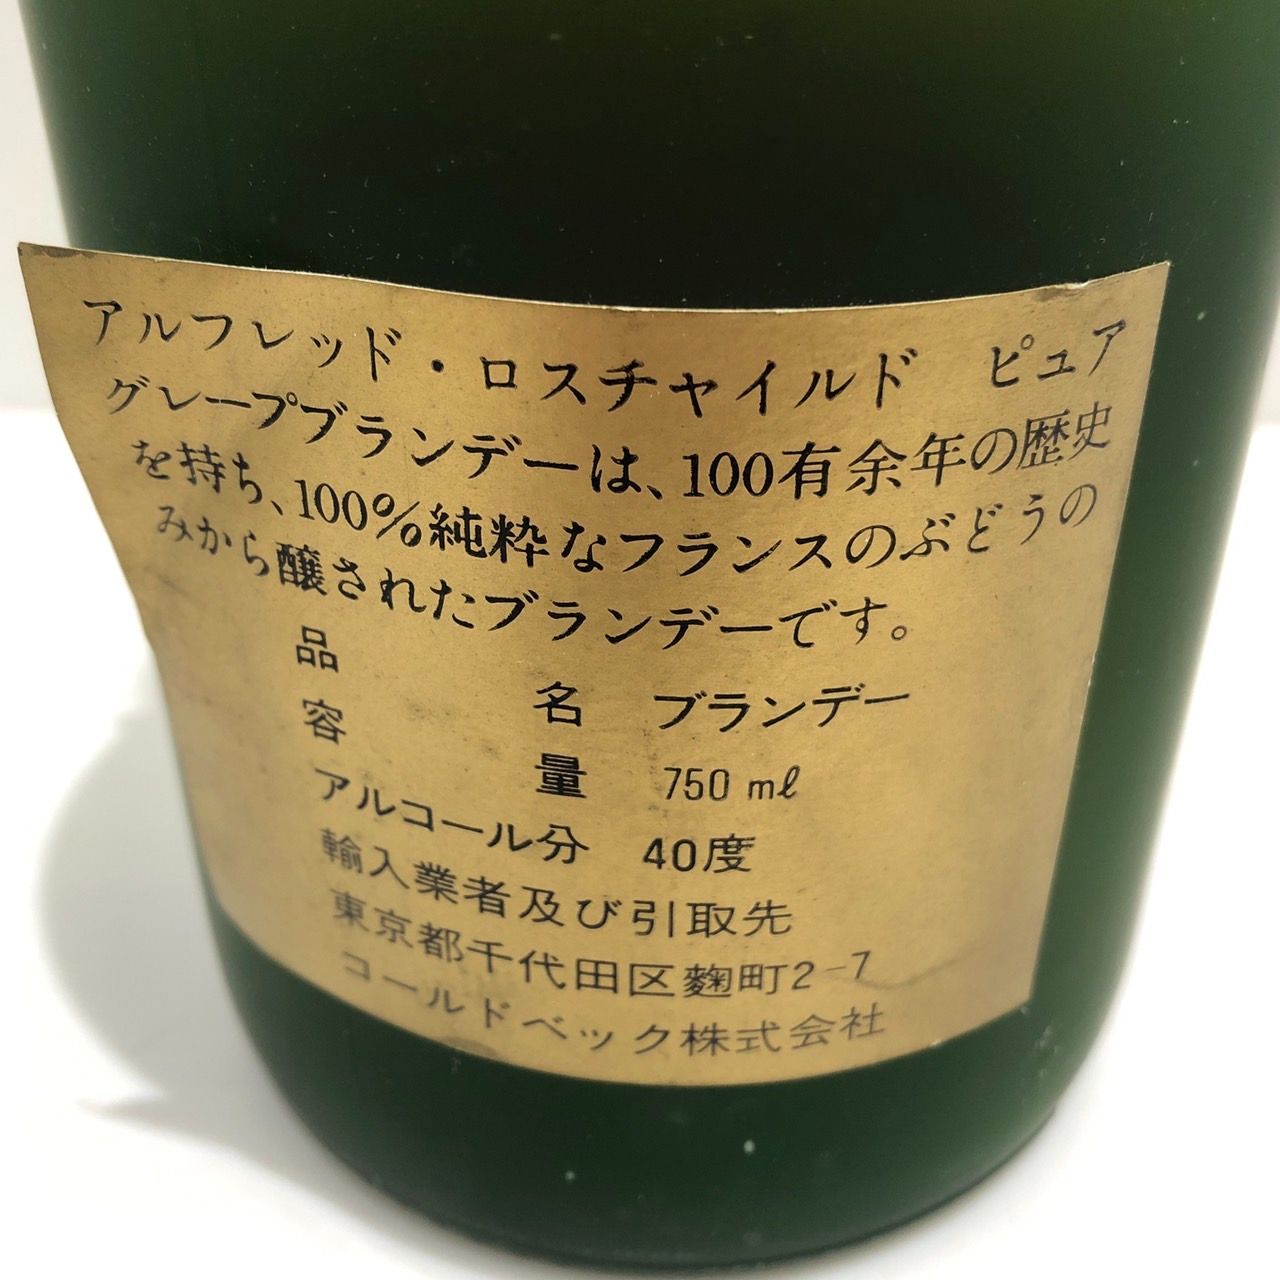 アルフレッド・ロスチャイルド　ピュア
グレープブランデーは、100有余年の歴史
を持ち、100%純粋なフランスのぶどうの
みから醸されたブランデーです。
品名　ブランデー
容量　750 mℓ
アルコール分　40度
輸入業者及び引取先
東京都千代田区麴町2-7
コールドベック株式会社